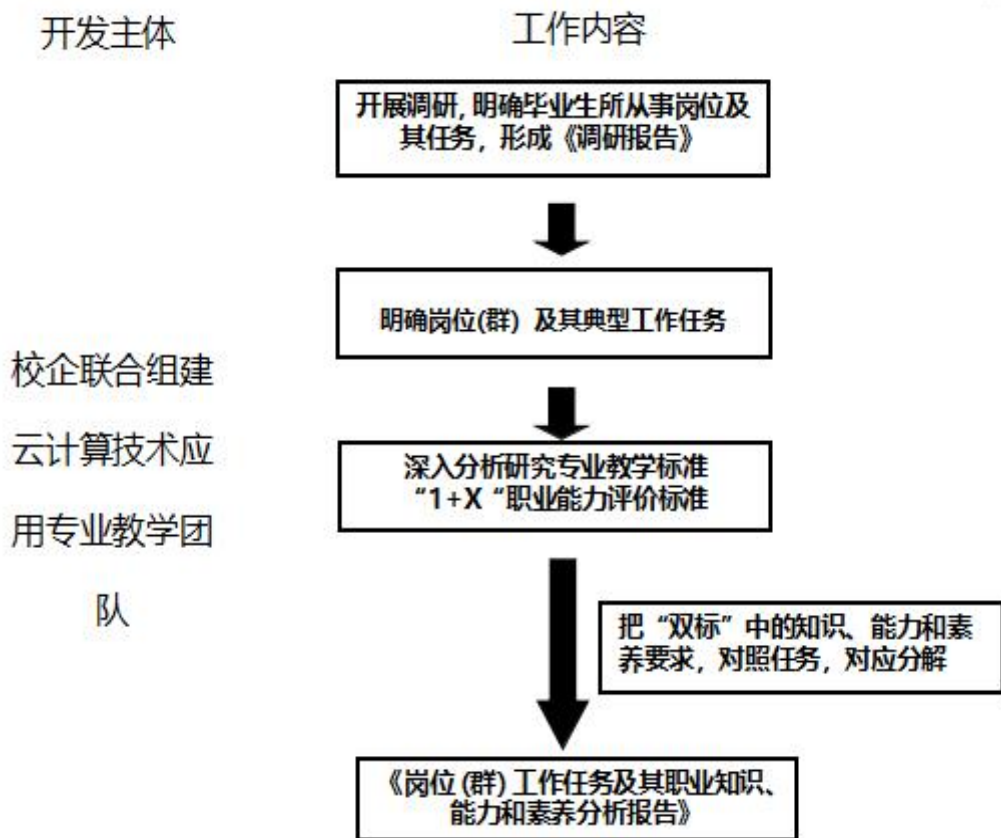 开发主体
工作内容
开展调研, 明确毕业生所从事岗位及
其任务，形成《调研报告》
明确岗位(群) 及其典型工作任务
校企联合组建
云计算技术应
用专业教学团
队
深入分析研究专业教学标准
“1+X “职业能力评价标准
把“双标”中的知识、能力和素
养要求，对照任务，对应分解
《岗位 (群) 工作任务及其职业知识、
能力和素养分析报告》